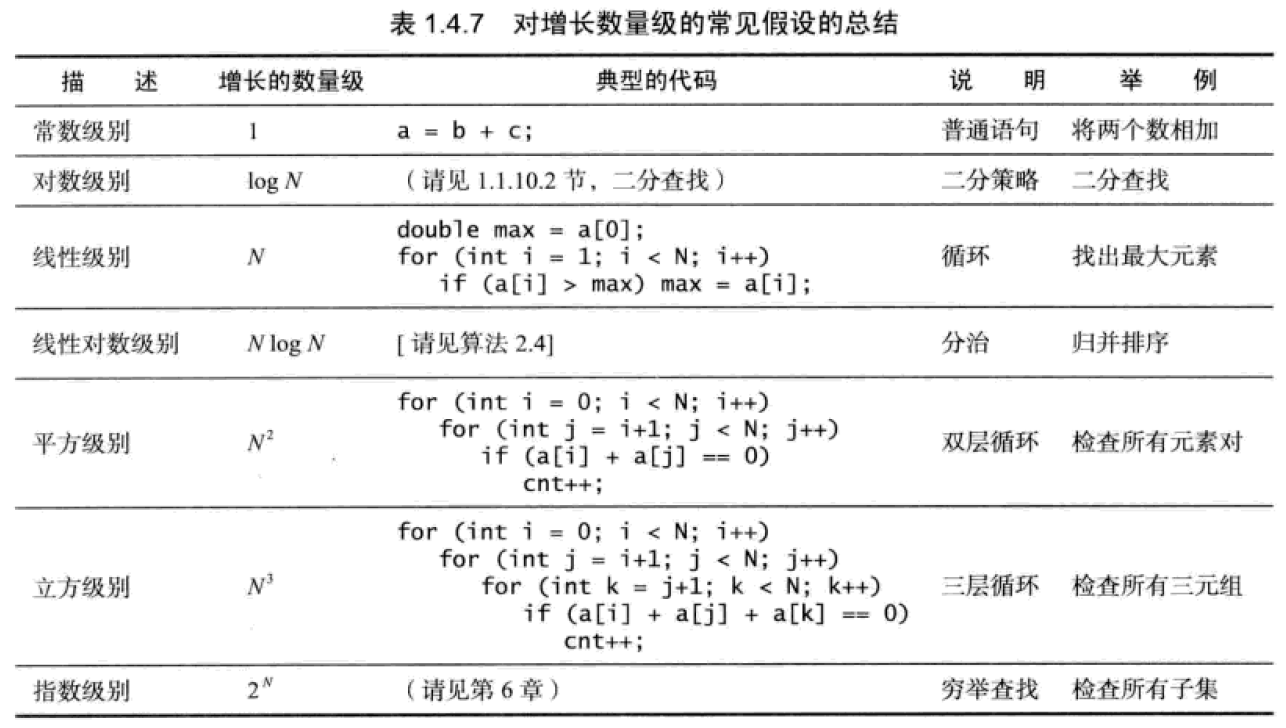 表 1.4.7 对增长数量级的常见假设的总结
描 述 增长的数量级 典型的代码 说 明 举 例
常数级别 1 a = b + c; 普通语句 将两个数相加
对数级别 log N （请见 1.1.10.2 节，二分查找） 二分策略 二分查找
double max = a[0];
线性级别 N for (int i = 1; i < N; i++) 循环 找出最大元素
if (a[i] > max) max = a[i];
线性对数级别 N log N [ 请见算法 2.4] 分治 归并排序
for (int i = 0; i < N; i++)
for (int j = i+1; j < N; j++)
平方级别 N² if (a[i] + a[j] == 0) 双层循环 检查所有元素对
cnt++;
for (int i = 0; i < N; i++)
for (int j = i+1; j < N; j++)
立方级别 N³ for (int k = j+1; k < N; k++) 三层循环 检查所有三元组
if (a[i] + a[j] + a[k] == 0)
cnt++;
指数级别 2ᴺ （请见第 6 章） 穷举查找 检查所有子集